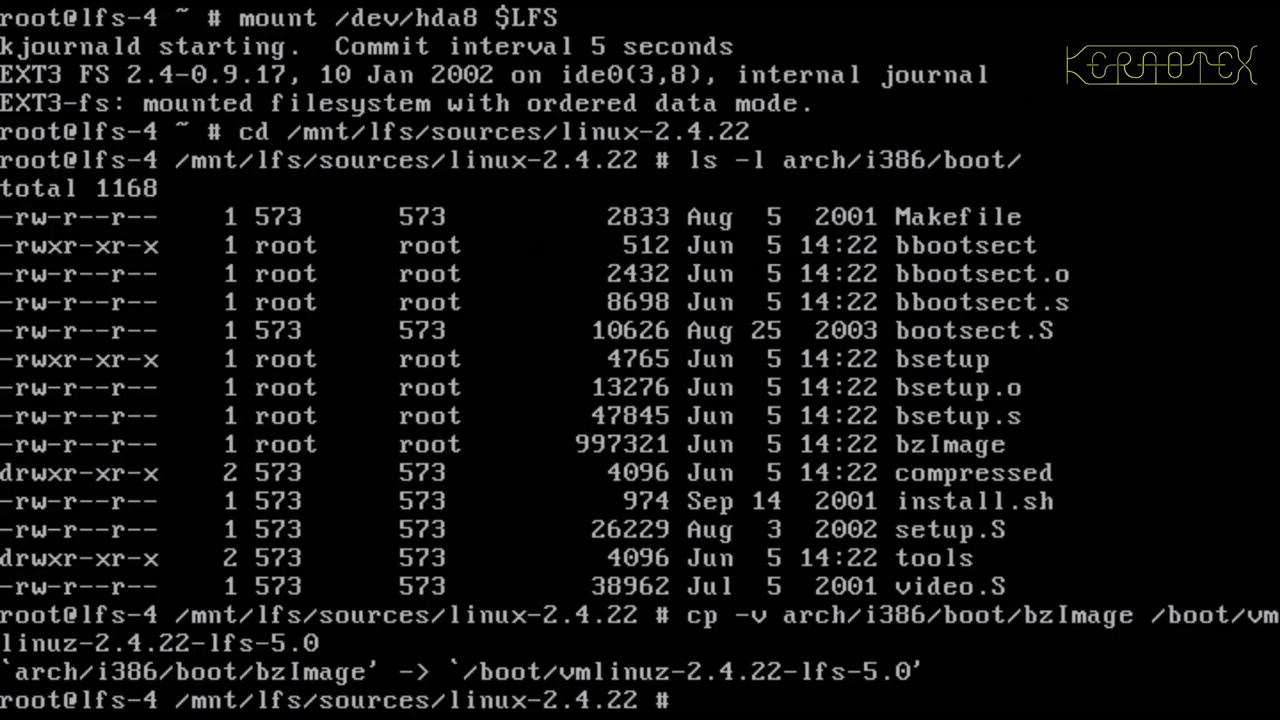 root@lfs-4 ~ # mount /dev/hda8 $LFS
kjournald starting.  Commit interval 5 seconds
EXT3 FS 2.4-0.9.17, 10 Jan 2002 on ide0(3,8), internal journal
EXT3-fs: mounted filesystem with ordered data mode.
root@lfs-4 ~ # cd /mnt/lfs/sources/linux-2.4.22
root@lfs-4 /mnt/lfs/sources/linux-2.4.22 # ls -l arch/i386/boot/
total 1168
-rw-r--r--    1 573      573          2833 Aug  5  2001 Makefile
-rwxr-xr-x    1 root     root          512 Jun  5 14:22 bbootsect
-rw-r--r--    1 root     root         2432 Jun  5 14:22 bbootsect.o
-rw-r--r--    1 root     root         8698 Jun  5 14:22 bbootsect.s
-rw-r--r--    1 573      573         10626 Aug 25  2003 bootsect.S
-rwxr-xr-x    1 root     root         4765 Jun  5 14:22 bsetup
-rw-r--r--    1 root     root        13276 Jun  5 14:22 bsetup.o
-rw-r--r--    1 root     root        47845 Jun  5 14:22 bsetup.s
-rw-r--r--    1 root     root       997321 Jun  5 14:22 bzImage
drwxr-xr-x    2 573      573          4096 Jun  5 14:22 compressed
-rw-r--r--    1 573      573           974 Sep 14  2001 install.sh
-rw-r--r--    1 573      573         26229 Aug  3  2002 setup.S
drwxr-xr-x    2 573      573          4096 Jun  5 14:22 tools
-rw-r--r--    1 573      573         38962 Jul  5  2001 video.S
root@lfs-4 /mnt/lfs/sources/linux-2.4.22 # cp -v arch/i386/boot/bzImage /boot/vm
linuz-2.4.22-lfs-5.0
`arch/i386/boot/bzImage' -> `/boot/vmlinuz-2.4.22-lfs-5.0'
root@lfs-4 /mnt/lfs/sources/linux-2.4.22 #